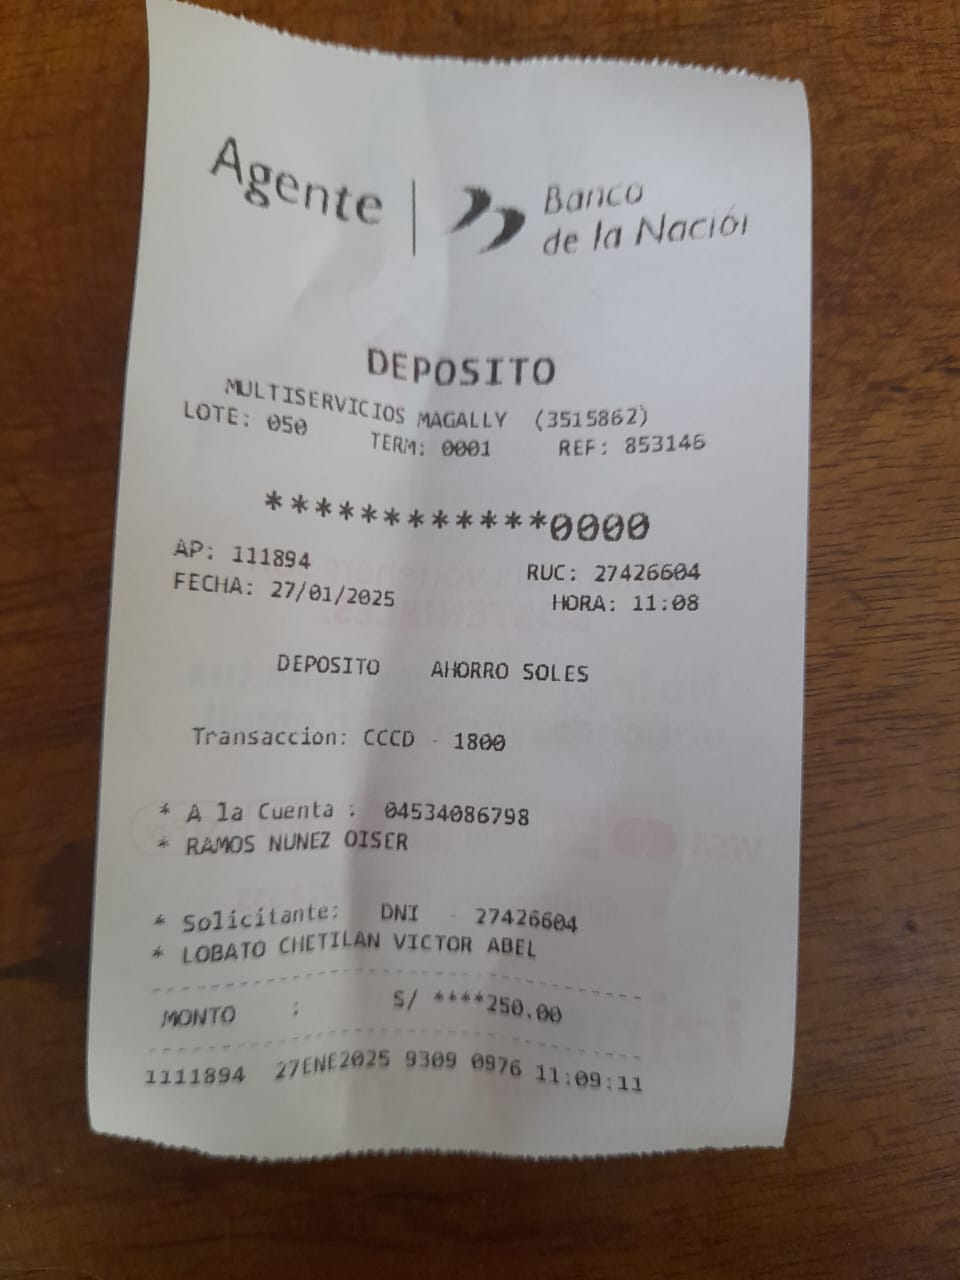 Agente | Banco
de la Nación
DEPOSITO
MULTISERVICIOS MAGALLY (3515862)
LOTE: 050 TERM: 0001 REF: 853146
************0000
AP: 111894 RUC: 27426604
FECHA: 27/01/2025 HORA: 11:08
DEPOSITO AHORRO SOLES
Transaccion: CCCD - 1800
* A la Cuenta : 04534086798
* RAMOS NUNEZ OISER
* Solicitante: DNI - 27426604
* LOBATO CHETILAN VICTOR ABEL
MONTO : S/ ****250.00
1111894 27ENE2025 9309 0976 11:09:11